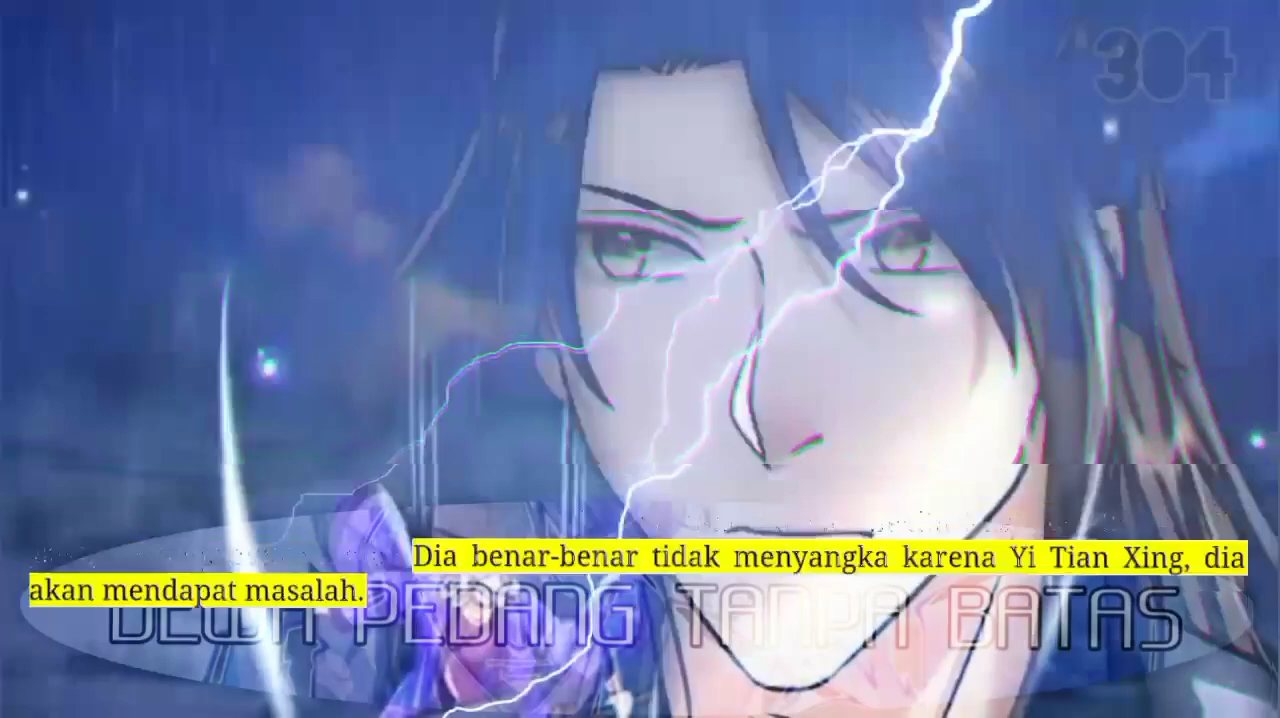 #304
Dia benar-benar tidak menyangka karena Yi Tian Xing, dia
akan mendapat masalah.
DEWA PEDANG TANPA BATAS